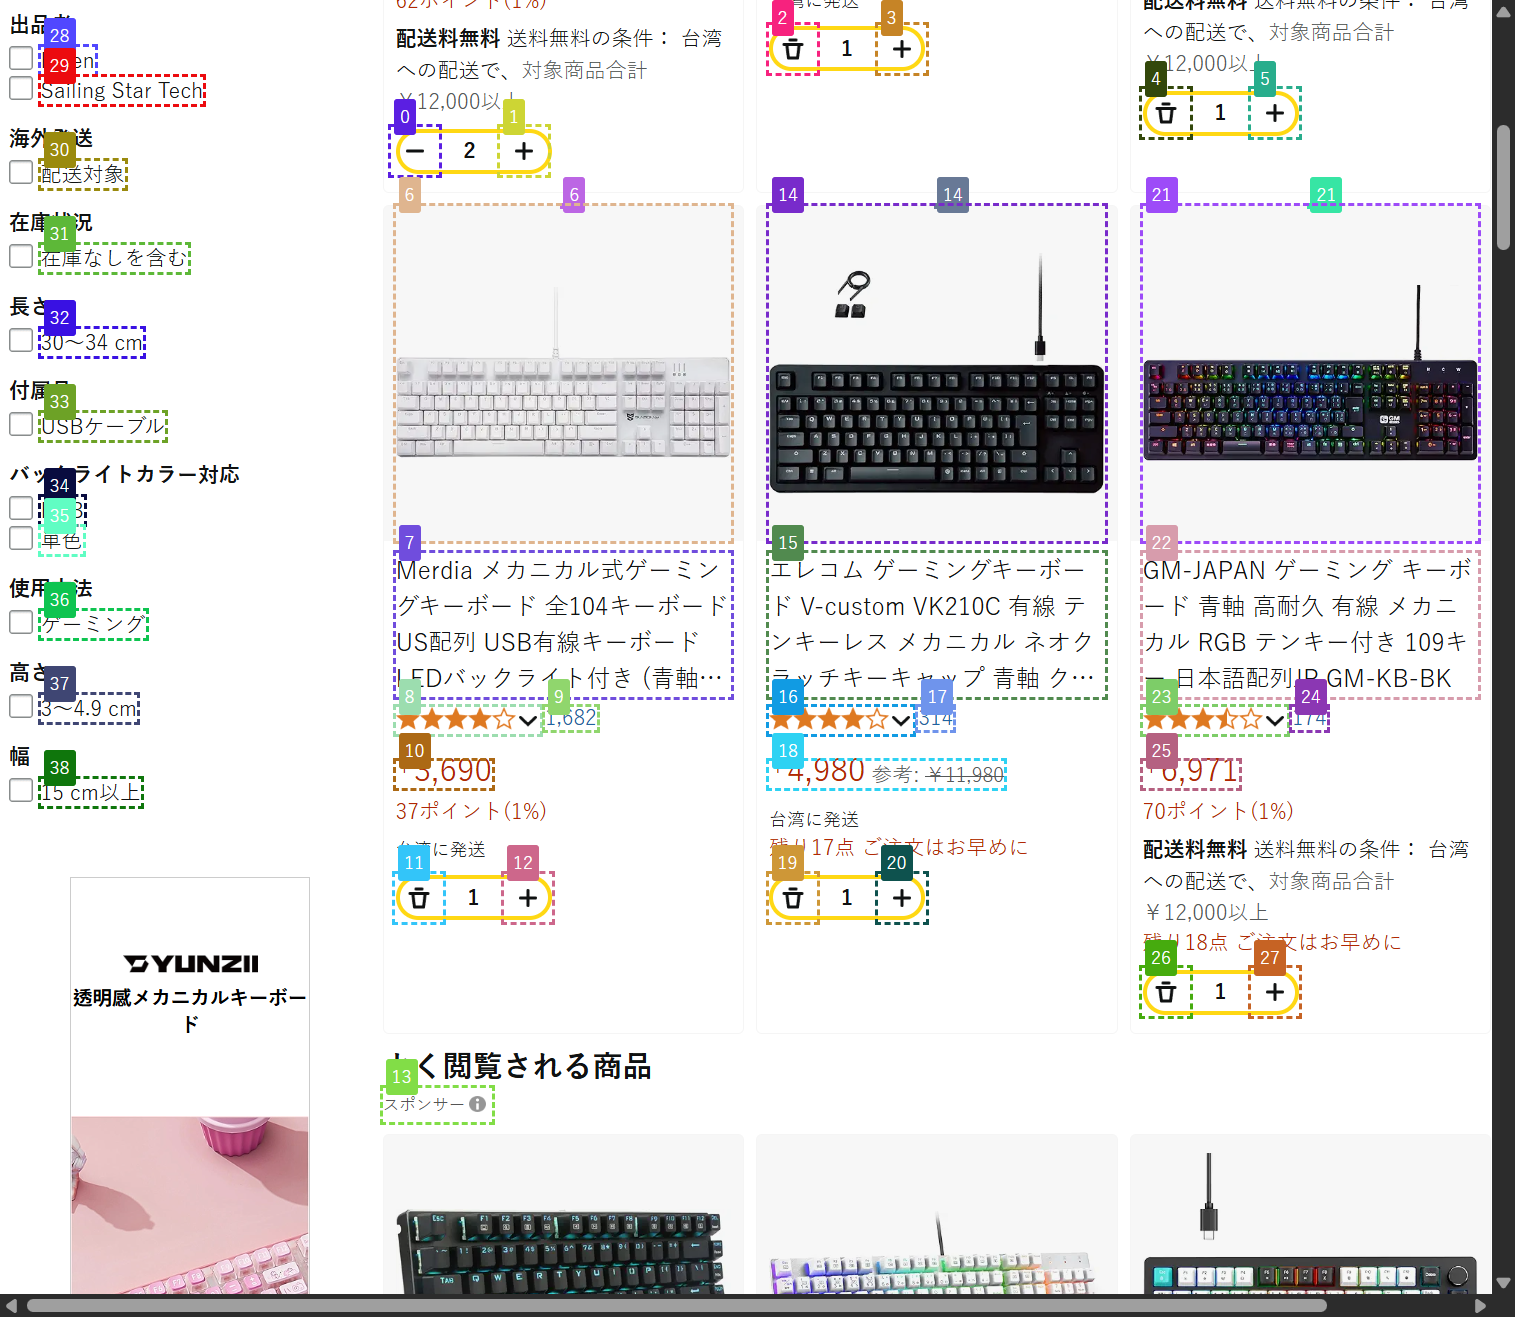 出品者
Sailing Star Tech
海外発送
配送対象
在庫状況
在庫なしを含む
長さ
30〜34 cm
付属品
USBケーブル
バックライトカラー対応
単色
使用方法
ゲーミング
高さ
3〜4.9 cm
幅
15 cm以上
YUNZII
透明感メカニカルキーボー
ド
62ポイント(1%)
配送料無料 送料無料の条件： 台湾
への配送で、対象商品合計
￥12,000以上
2
台湾に発送
1
配送料無料 送料無料の条件： 台湾
への配送で、対象商品合計
￥12,000以上
1
Merdia メカニカル式ゲーミン
グキーボード 全104キーボード
US配列 USB有線キーボード
LEDバックライト付き (青軸…
1,682
3,690
37ポイント(1%)
台湾に発送
1
エレコム ゲーミングキーボー
ド V-custom VK210C 有線 テ
ンキーレス メカニカル ネオク
ラッチキーキャップ 青軸 ク…
314
4,980 参考: ￥11,980
台湾に発送
残り17点 ご注文はお早めに
1
GM-JAPAN ゲーミング キーボ
ード 青軸 高耐久 有線 メカニ
カル RGB テンキー付き 109キ
ー 日本語配列JP GM-KB-BK
174
6,971
70ポイント(1%)
配送料無料 送料無料の条件： 台湾
への配送で、対象商品合計
￥12,000以上
残り18点 ご注文はお早めに
1
よく閲覧される商品
スポンサー
0
1
2
3
4
5
6
6
7
8
9
10
11
12
13
14
14
15
16
17
18
19
20
21
21
22
23
24
25
26
27
28
29
30
31
32
33
34
35
36
37
38